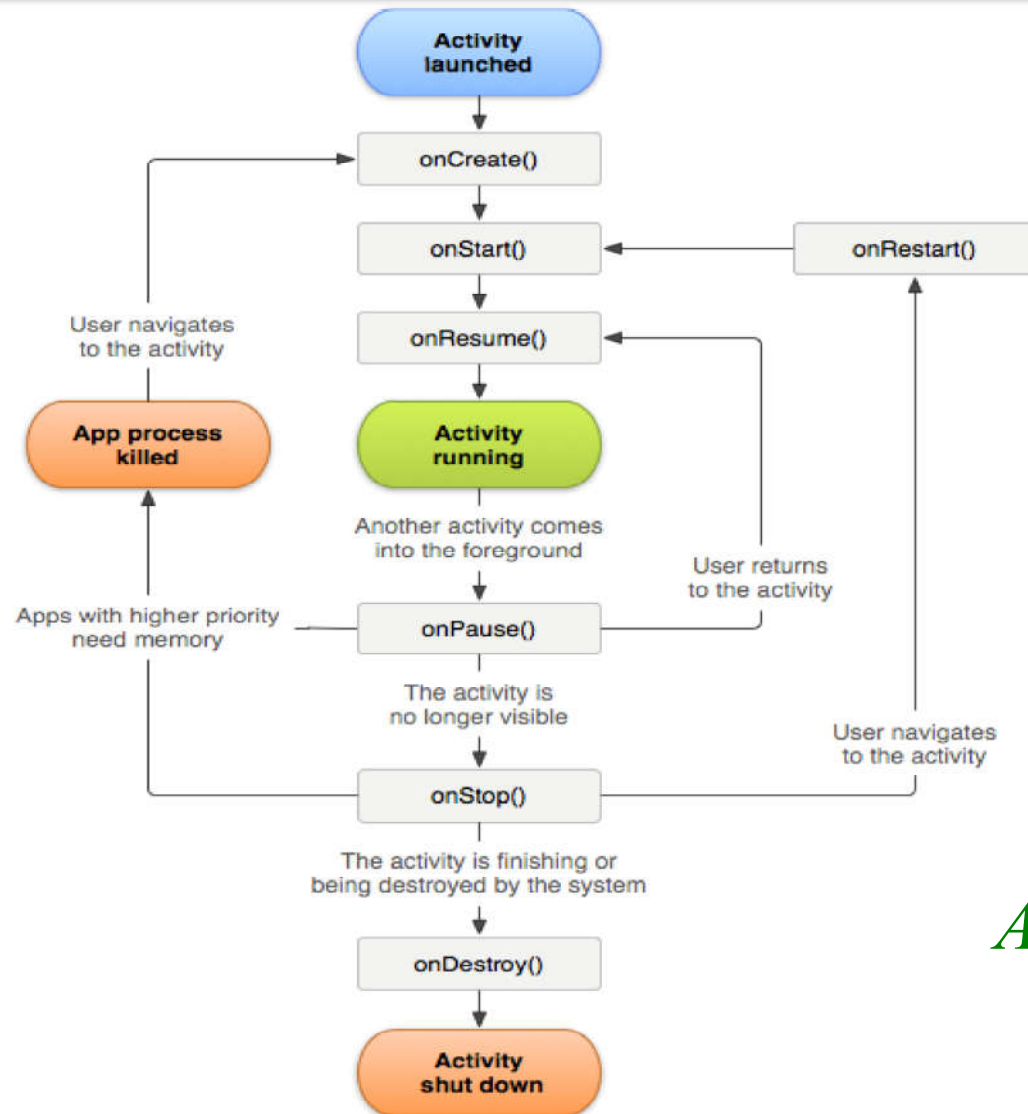 Activity
launched
onCreate()
onStart()
onRestart()
User navigates
to the activity
onResume()
App process
killed
Activity
running
Another activity comes
into the foreground
User returns
to the activity
Apps with higher priority
need memory
onPause()
The activity is
no longer visible
User navigates
to the activity
onStop()
The activity is finishing or
being destroyed by the system
A
onDestroy()
Activity
shut down